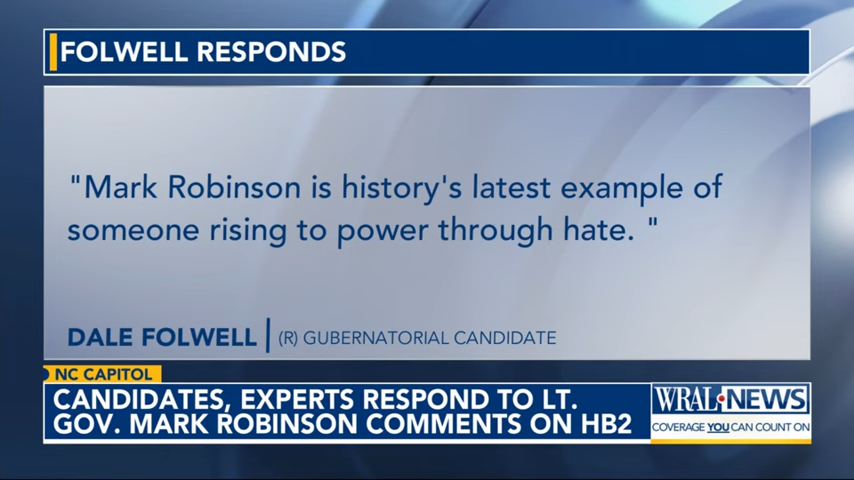 FOLWELL RESPONDS
"Mark Robinson is history's latest example of
someone rising to power through hate. "
DALE FOLWELL | (R) GUBERNATORIAL CANDIDATE
NC CAPITOL
CANDIDATES, EXPERTS RESPOND TO LT.
GOV. MARK ROBINSON COMMENTS ON HB2
WRAL NEWS
COVERAGE YOU CAN COUNT ON